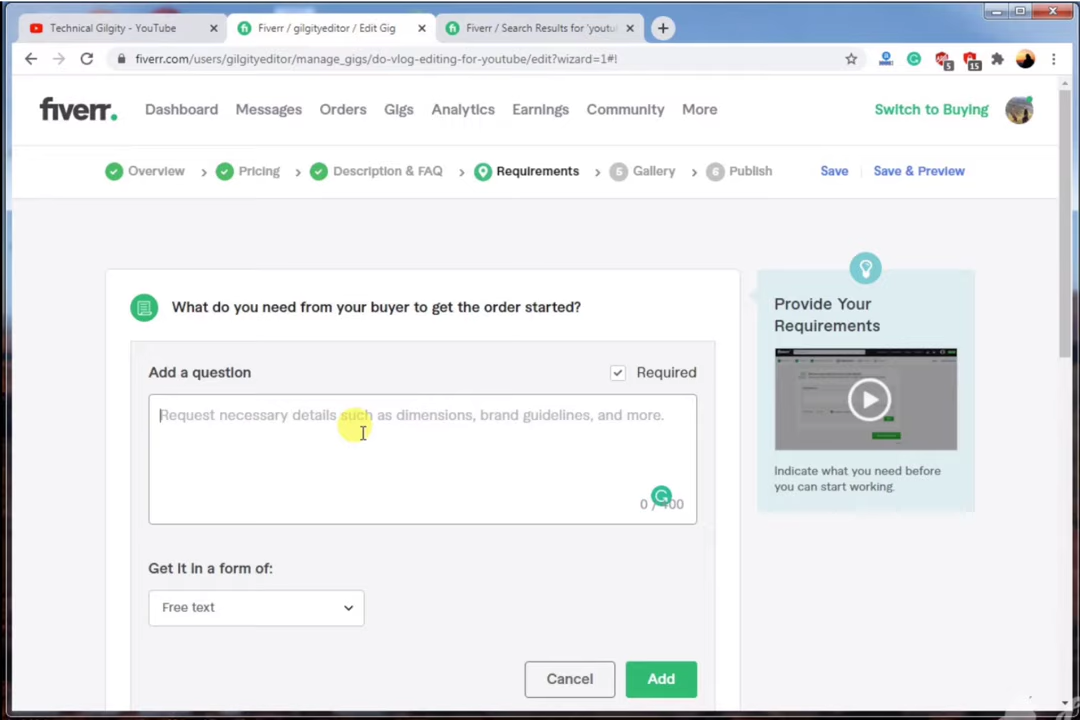 Technical Gilgity - YouTube
Fiverr / gilgityeditor / Edit Gig
Fiverr / Search Results for 'youtu
fiverr.com/users/gilgityeditor/manage_gigs/do-vlog-editing-for-youtube/edit?wizard=1#!
5
15
fiverr.
Dashboard
Messages
Orders
Gigs
Analytics
Earnings
Community
More
Switch to Buying
Overview
Pricing
Description & FAQ
Requirements
5 Gallery
6 Publish
Save
Save & Preview
What do you need from your buyer to get the order started?
Add a question
Required
Request necessary details such as dimensions, brand guidelines, and more.
0 /
Get it in a form of:
Free text
Cancel
Add
Provide Your
Requirements
Indicate what you need before
you can start working.